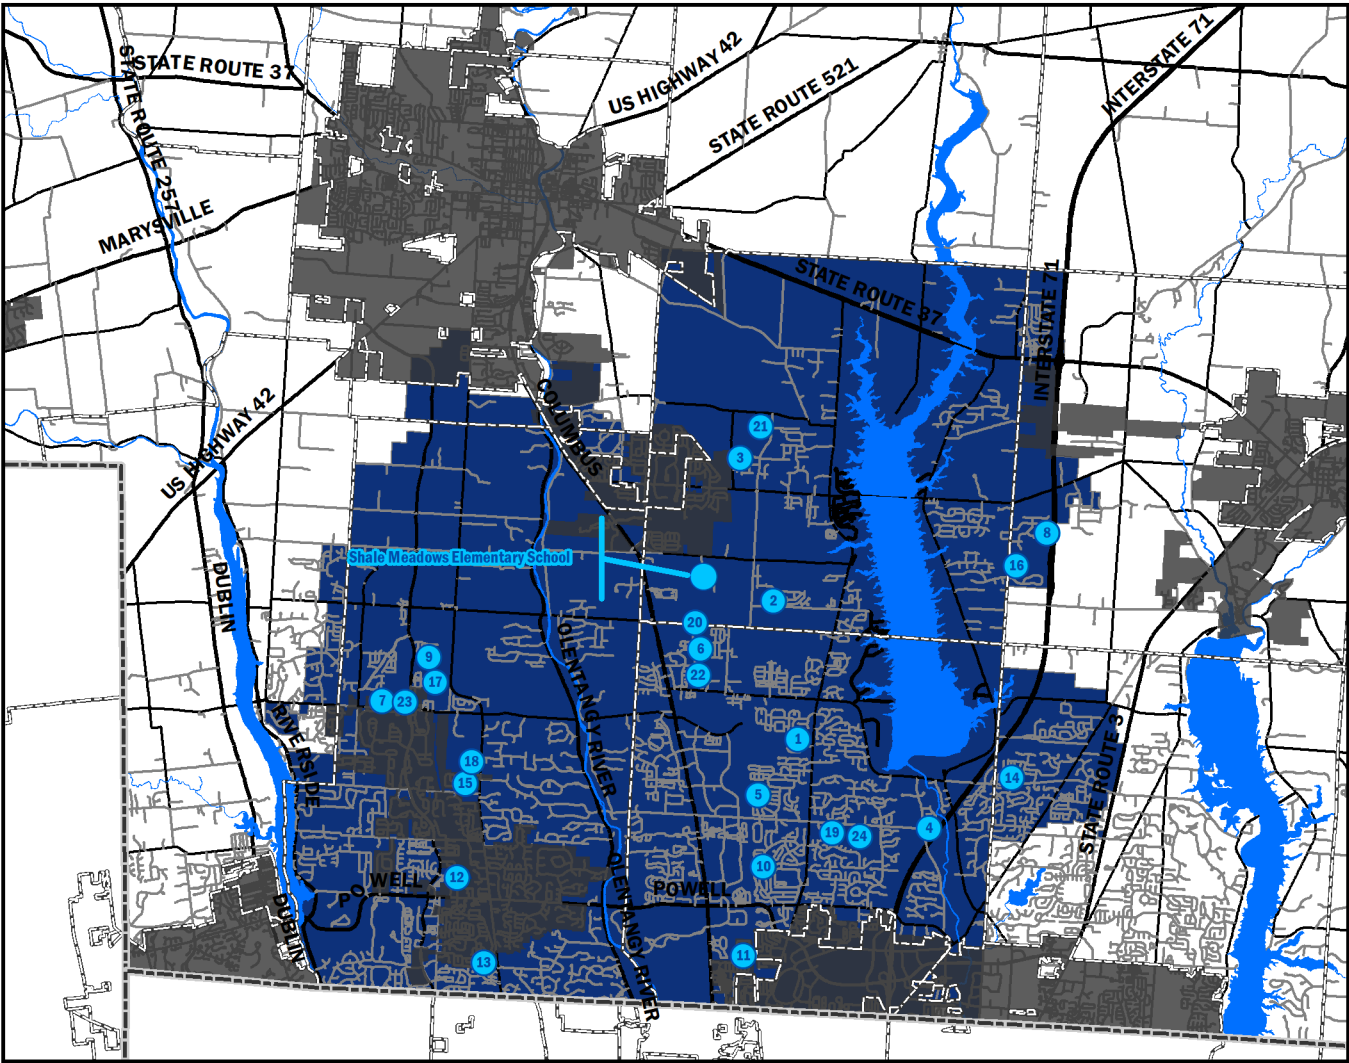 STATE ROUTE 37
US HIGHWAY 42
STATE ROUTE 521
INTERSTATE 71
STATE ROUTE 257
MARYSVILLE
STATE ROUTE 37
INTERSTATE 71
US HIGHWAY 42
COLUMBUS
21
3
8
Shale Meadows Elementary School
16
DUBLIN
2
20
6
9
22
17
7
23
OLENTANGY RIVER
RIVERSIDE
1
18
15
5
14
STATE ROUTE 3
19
24
4
10
12
POWELL
POWELL
DUBLIN
OLENTANGY RIVER
11
13